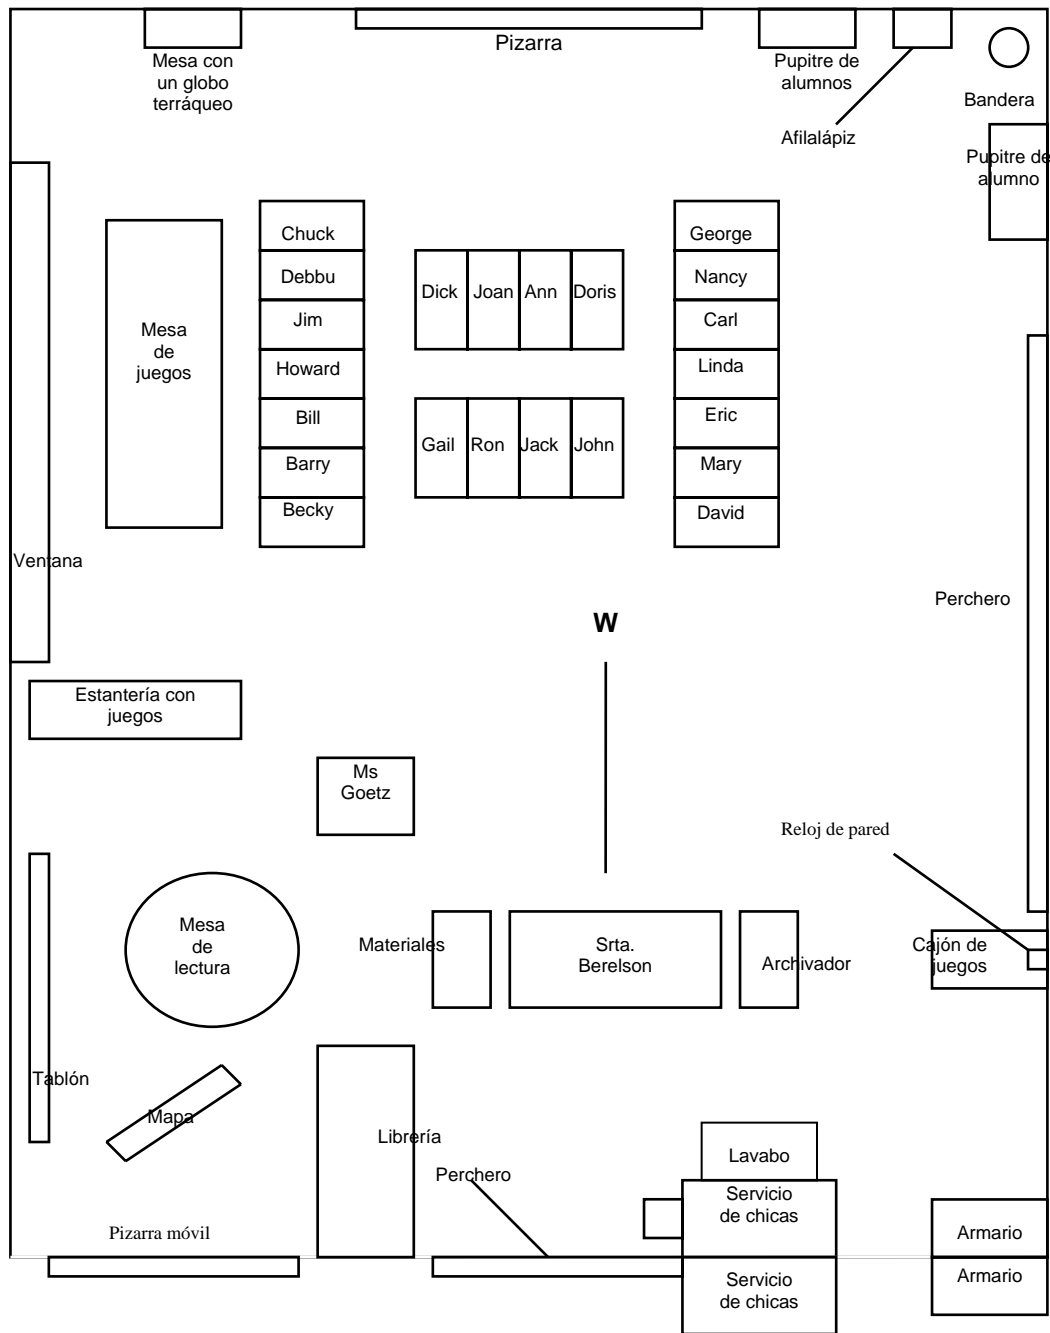 Pizarra
Mesa con
un globo
terráqueo
Pupitre de
alumnos
Bandera
Afilalápiz
Pupitre de
alumno
Chuck
Debbu
Jim
Howard
Bill
Barry
Becky
Mesa
de
juegos
Dick Joan Ann Doris
Gail Ron Jack John
George
Nancy
Carl
Linda
Eric
Mary
David
Ventana
Perchero
W
Estantería con
juegos
Ms
Goetz
Reloj de pared
Mesa
de
lectura
Materiales
Srta.
Berelson
Archivador
Cajón de
juegos
Tablón
Mapa
Librería
Perchero
Lavabo
Servicio
de chicas
Pizarra móvil
Armario
Servicio
de chicas
Armario